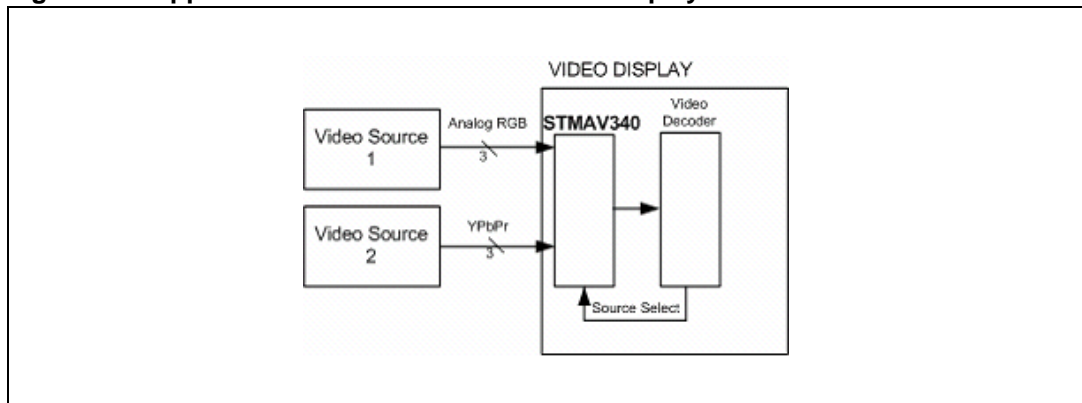 VIDEO DISPLAY
Video Source
1
Analog RGB
3
STMAV340
Video
Decoder
Video Source
2
YPbPr
3
Source Select